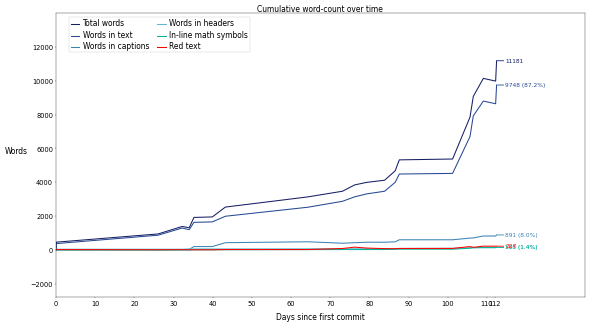 Cumulative word-count over time
Total words
Words in text
Words in captions
Words in headers
In-line math symbols
Red text
12000
10000
8000
6000
4000
2000
0
−2000
Words
11181
9748 (87.2%)
891 (8.0%)
(1.4%)
0 10 20 30 40 50 60 70 80 90 100 110 112
Days since first commit